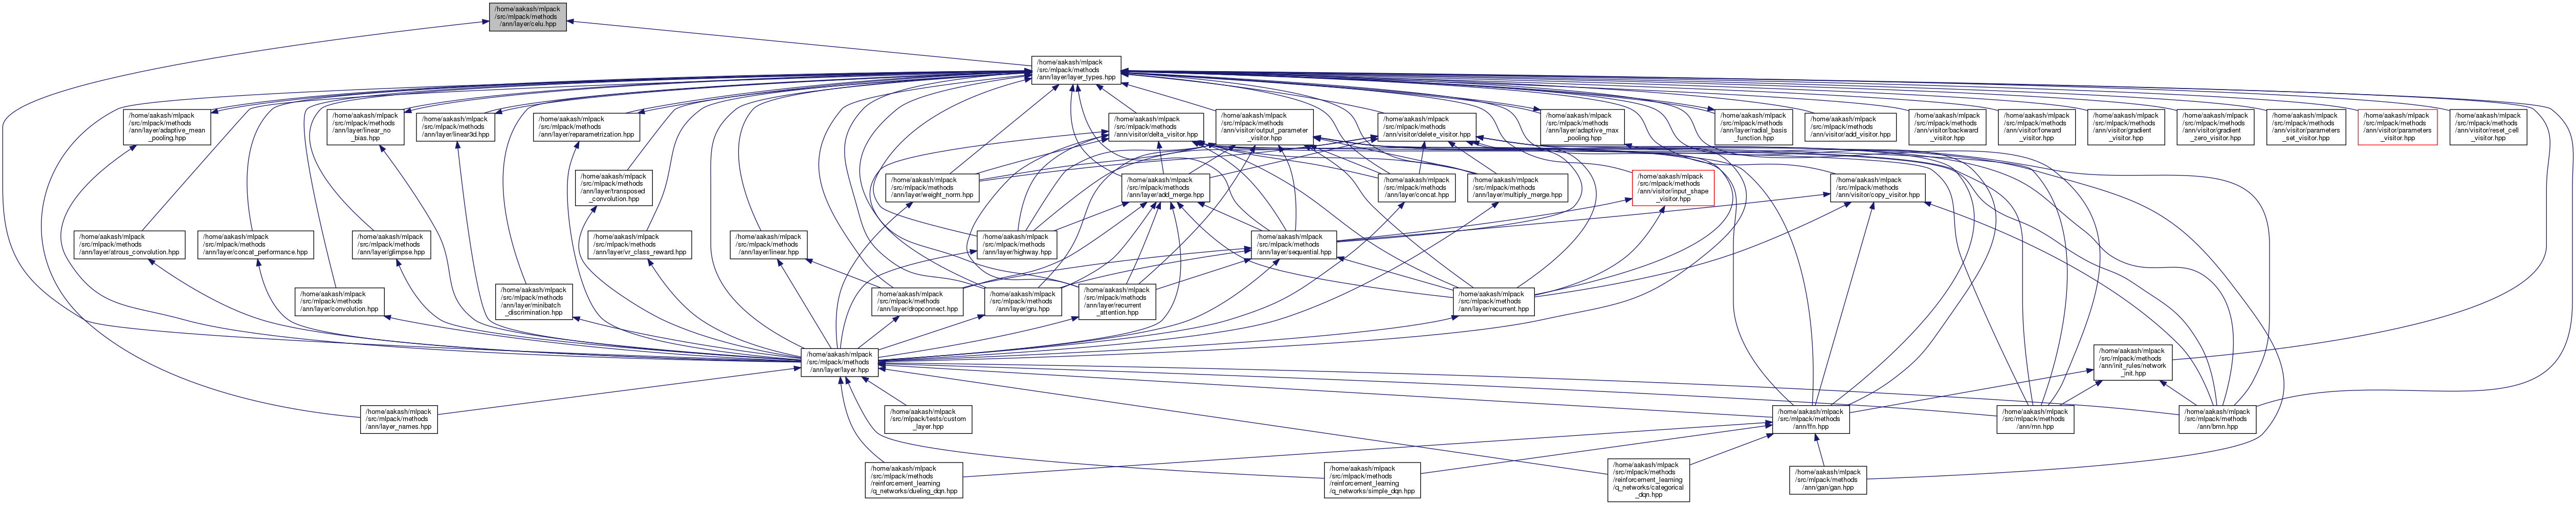 /home/aakash/mlpack
/src/mlpack/methods
/ann/layer/celu.hpp
/home/aakash/mlpack
/src/mlpack/methods
/ann/layer/layer_types.hpp
/home/aakash/mlpack
/src/mlpack/methods
/ann/layer/adaptive_mean
_pooling.hpp
/home/aakash/mlpack
/src/mlpack/methods
/ann/layer/linear_no
_bias.hpp
/home/aakash/mlpack
/src/mlpack/methods
/ann/layer/linear3d.hpp
/home/aakash/mlpack
/src/mlpack/methods
/ann/layer/reparametrization.hpp
/home/aakash/mlpack
/src/mlpack/methods
/ann/visitor/delta_visitor.hpp
/home/aakash/mlpack
/src/mlpack/methods
/ann/visitor/output_parameter
_visitor.hpp
/home/aakash/mlpack
/src/mlpack/methods
/ann/visitor/delete_visitor.hpp
/home/aakash/mlpack
/src/mlpack/methods
/ann/layer/adaptive_max
_pooling.hpp
/home/aakash/mlpack
/src/mlpack/methods
/ann/layer/radial_basis
_function.hpp
/home/aakash/mlpack
/src/mlpack/methods
/ann/visitor/add_visitor.hpp
/home/aakash/mlpack
/src/mlpack/methods
/ann/visitor/backward
_visitor.hpp
/home/aakash/mlpack
/src/mlpack/methods
/ann/visitor/forward
_visitor.hpp
/home/aakash/mlpack
/src/mlpack/methods
/ann/visitor/gradient
_visitor.hpp
/home/aakash/mlpack
/src/mlpack/methods
/ann/visitor/gradient
_zero_visitor.hpp
/home/aakash/mlpack
/src/mlpack/methods
/ann/visitor/parameters
_set_visitor.hpp
/home/aakash/mlpack
/src/mlpack/methods
/ann/visitor/parameters
_visitor.hpp
/home/aakash/mlpack
/src/mlpack/methods
/ann/visitor/reset_cell
_visitor.hpp
/home/aakash/mlpack
/src/mlpack/methods
/ann/layer/transposed
_convolution.hpp
/home/aakash/mlpack
/src/mlpack/methods
/ann/layer/weight_norm.hpp
/home/aakash/mlpack
/src/mlpack/methods
/ann/layer/add_merge.hpp
/home/aakash/mlpack
/src/mlpack/methods
/ann/layer/concat.hpp
/home/aakash/mlpack
/src/mlpack/methods
/ann/layer/multiply_merge.hpp
/home/aakash/mlpack
/src/mlpack/methods
/ann/visitor/input_shape
_visitor.hpp
/home/aakash/mlpack
/src/mlpack/methods
/ann/visitor/copy_visitor.hpp
/home/aakash/mlpack
/src/mlpack/methods
/ann/layer/atrous_convolution.hpp
/home/aakash/mlpack
/src/mlpack/methods
/ann/layer/concat_performance.hpp
/home/aakash/mlpack
/src/mlpack/methods
/ann/layer/glimpse.hpp
/home/aakash/mlpack
/src/mlpack/methods
/ann/layer/vr_class_reward.hpp
/home/aakash/mlpack
/src/mlpack/methods
/ann/layer/linear.hpp
/home/aakash/mlpack
/src/mlpack/methods
/ann/layer/highway.hpp
/home/aakash/mlpack
/src/mlpack/methods
/ann/layer/sequential.hpp
/home/aakash/mlpack
/src/mlpack/methods
/ann/layer/convolution.hpp
/home/aakash/mlpack
/src/mlpack/methods
/ann/layer/minibatch
_discrimination.hpp
/home/aakash/mlpack
/src/mlpack/methods
/ann/layer/dropconnect.hpp
/home/aakash/mlpack
/src/mlpack/methods
/ann/layer/gru.hpp
/home/aakash/mlpack
/src/mlpack/methods
/ann/layer/recurrent
_attention.hpp
/home/aakash/mlpack
/src/mlpack/methods
/ann/layer/recurrent.hpp
/home/aakash/mlpack
/src/mlpack/methods
/ann/layer/layer.hpp
/home/aakash/mlpack
/src/mlpack/methods
/ann/init_rules/network
_init.hpp
/home/aakash/mlpack
/src/mlpack/methods
/ann/layer_names.hpp
/home/aakash/mlpack
/src/mlpack/tests/custom
_layer.hpp
/home/aakash/mlpack
/src/mlpack/methods
/ann/ffn.hpp
/home/aakash/mlpack
/src/mlpack/methods
/ann/rnn.hpp
/home/aakash/mlpack
/src/mlpack/methods
/ann/brnn.hpp
/home/aakash/mlpack
/src/mlpack/methods
/reinforcement_learning
/q_networks/dueling_dqn.hpp
/home/aakash/mlpack
/src/mlpack/methods
/reinforcement_learning
/q_networks/simple_dqn.hpp
/home/aakash/mlpack
/src/mlpack/methods
/reinforcement_learning
/q_networks/categorical
_dqn.hpp
/home/aakash/mlpack
/src/mlpack/methods
/ann/gan/gan.hpp